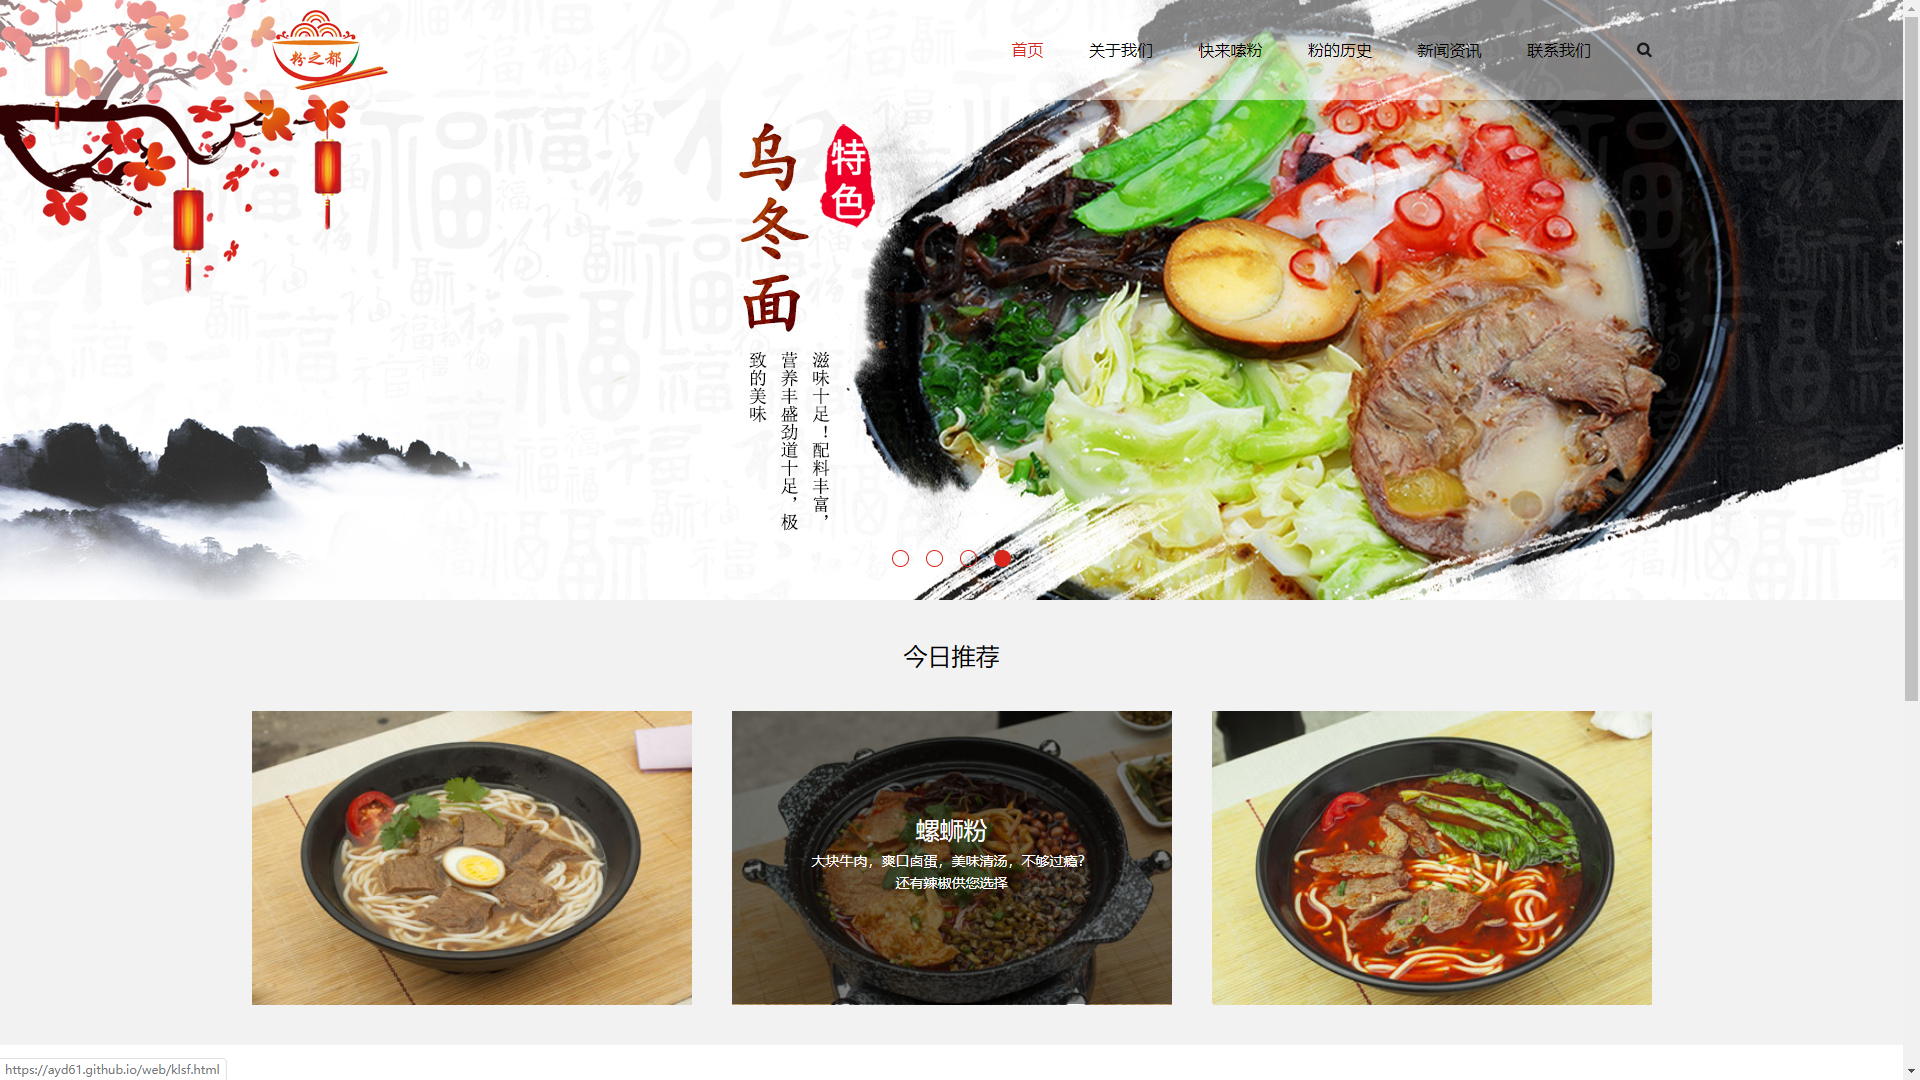 粉之都
首页
关于我们
快来嗦粉
粉的历史
新闻资讯
联系我们
特色
乌冬面
滋味十足！配料丰富，
营养丰盛劲道十足，极
致的美味
今日推荐
螺蛳粉
大块牛肉，爽口卤蛋，美味清汤，不够过瘾？
还有辣椒供您选择
https://ayd61.github.io/web/klsf.html